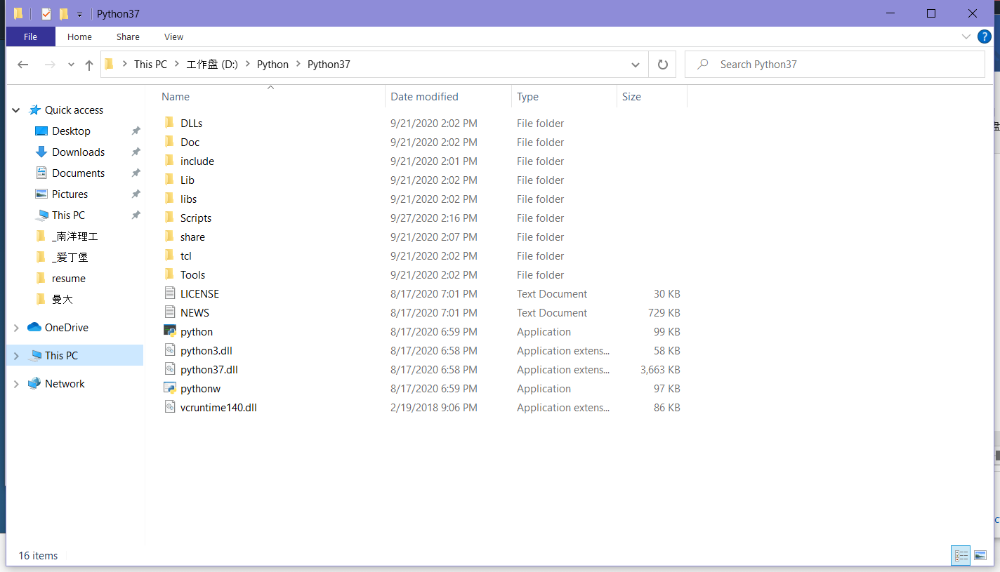 Python37
File Home Share View
This PC 工作盘 (D:) Python Python37 Search Python37
Name Date modified Type Size
Quick access
Desktop
Downloads
Documents
Pictures
This PC
_南洋理工
_爱丁堡
resume
曼大
OneDrive
This PC
Network
DLLs 9/21/2020 2:02 PM File folder
Doc 9/21/2020 2:02 PM File folder
include 9/21/2020 2:01 PM File folder
Lib 9/21/2020 2:02 PM File folder
libs 9/21/2020 2:02 PM File folder
Scripts 9/27/2020 2:16 PM File folder
share 9/21/2020 2:07 PM File folder
tcl 9/21/2020 2:02 PM File folder
Tools 9/21/2020 2:02 PM File folder
LICENSE 8/17/2020 7:01 PM Text Document 30 KB
NEWS 8/17/2020 7:01 PM Text Document 729 KB
python 8/17/2020 6:59 PM Application 99 KB
python3.dll 8/17/2020 6:58 PM Application extens... 58 KB
python37.dll 8/17/2020 6:58 PM Application extens... 3,663 KB
pythonw 8/17/2020 6:59 PM Application 97 KB
vcruntime140.dll 2/19/2018 9:06 PM Application extens... 86 KB
16 items